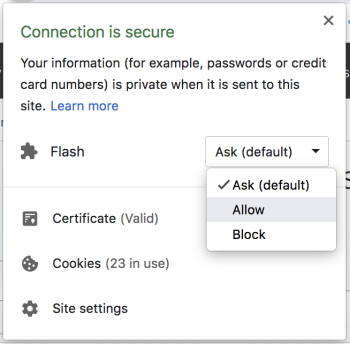 Connection is secure
Your information (for example, passwords or credit
card numbers) is private when it is sent to this
site. Learn more
Flash
Ask (default)
Ask (default)
Allow
Block
Certificate (Valid)
Cookies (23 in use)
Site settings